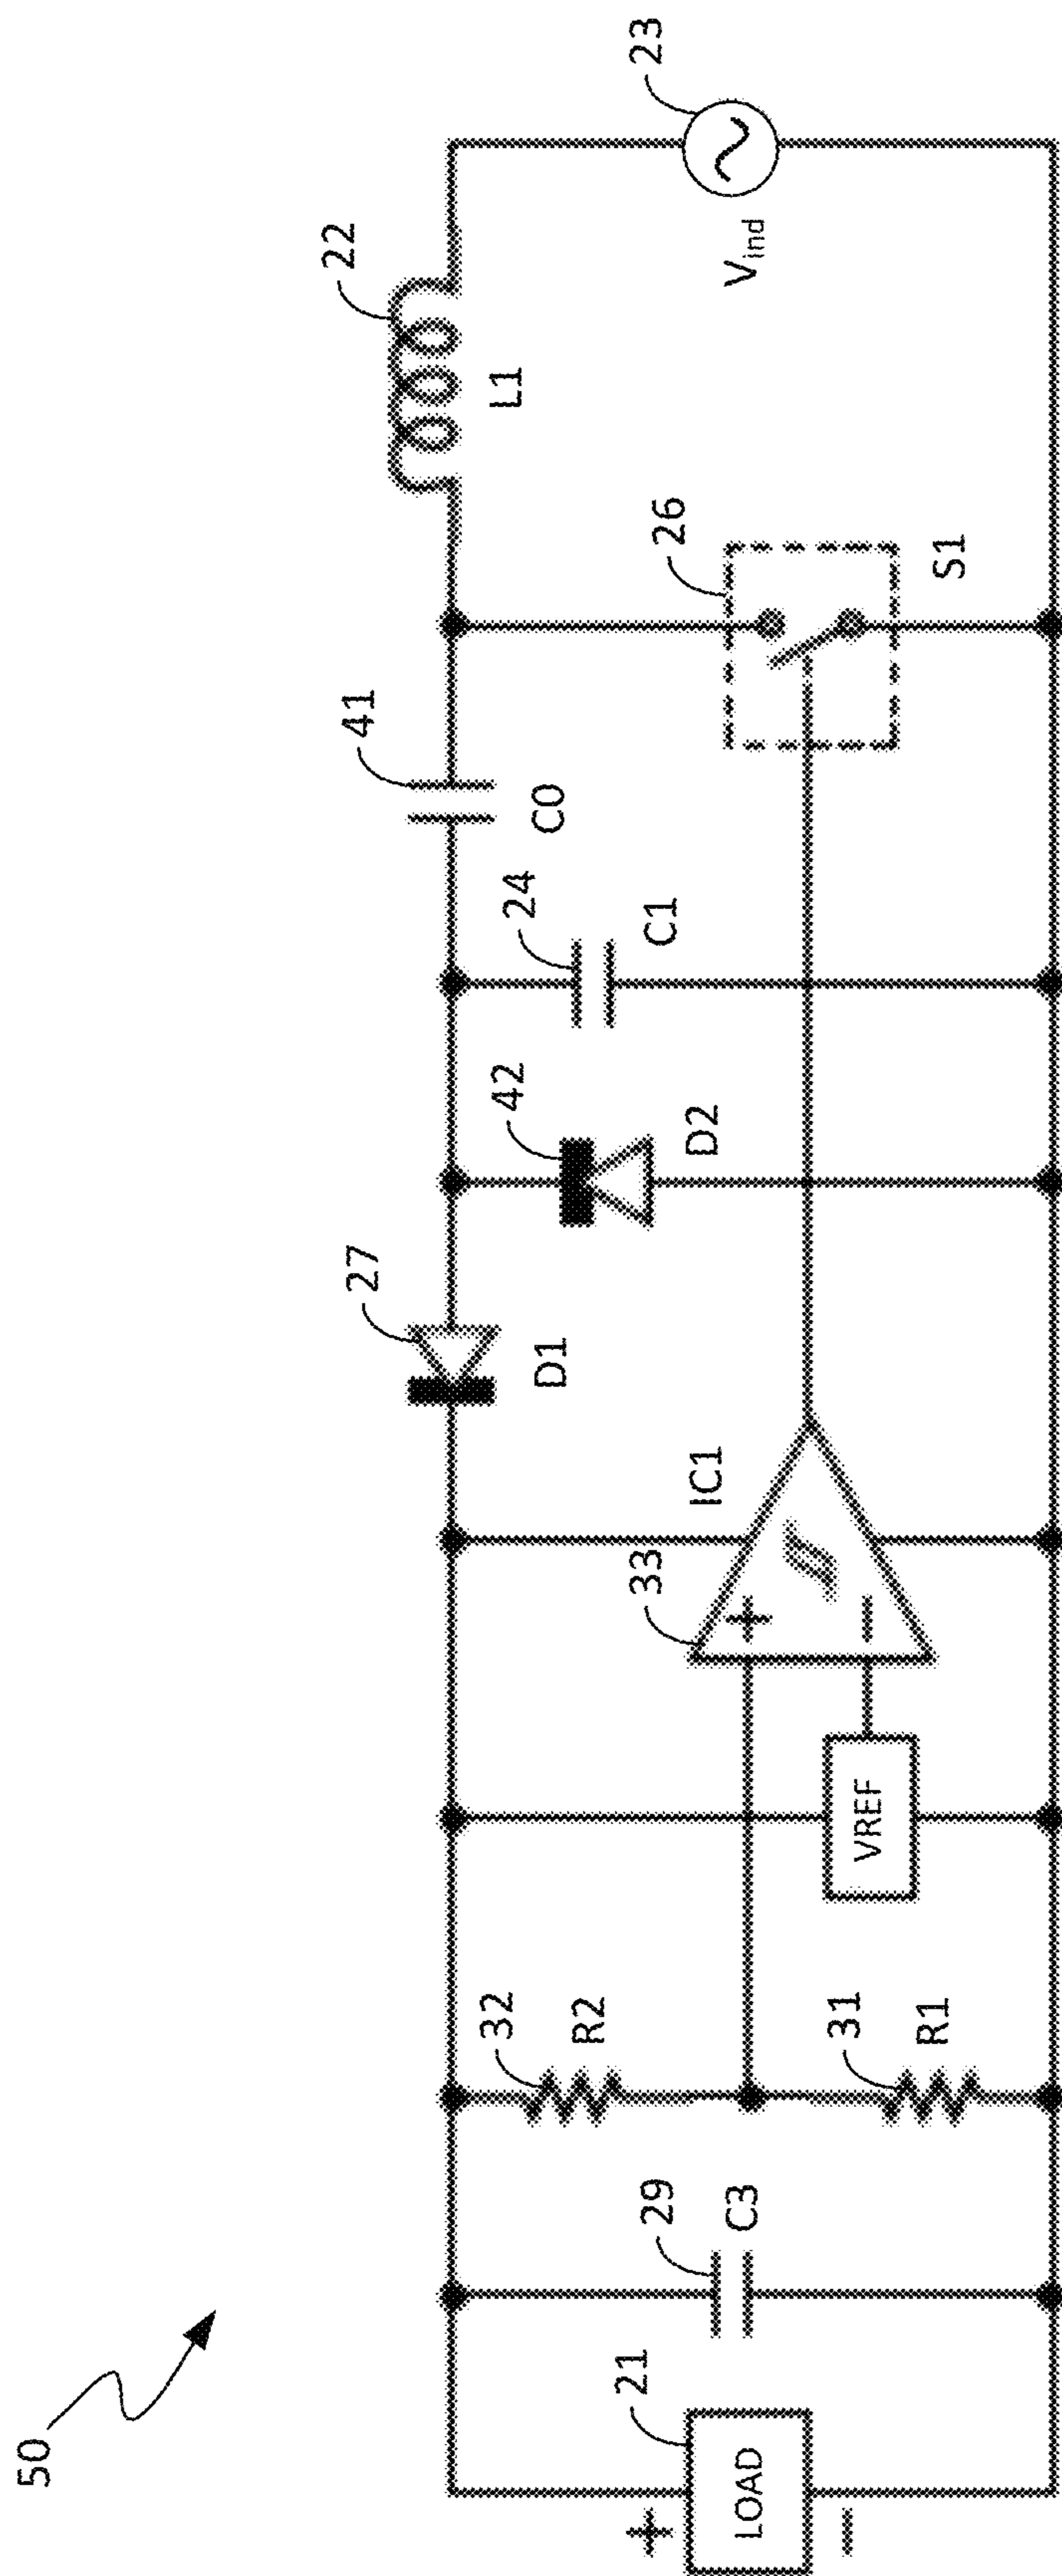 50
23
22
L1
V_ind
26
S1
41
C0
24
C1
42
D2
27
D1
IC1
33
+
−
VREF
32
R2
31
R1
29
C3
21
LOAD
+
−